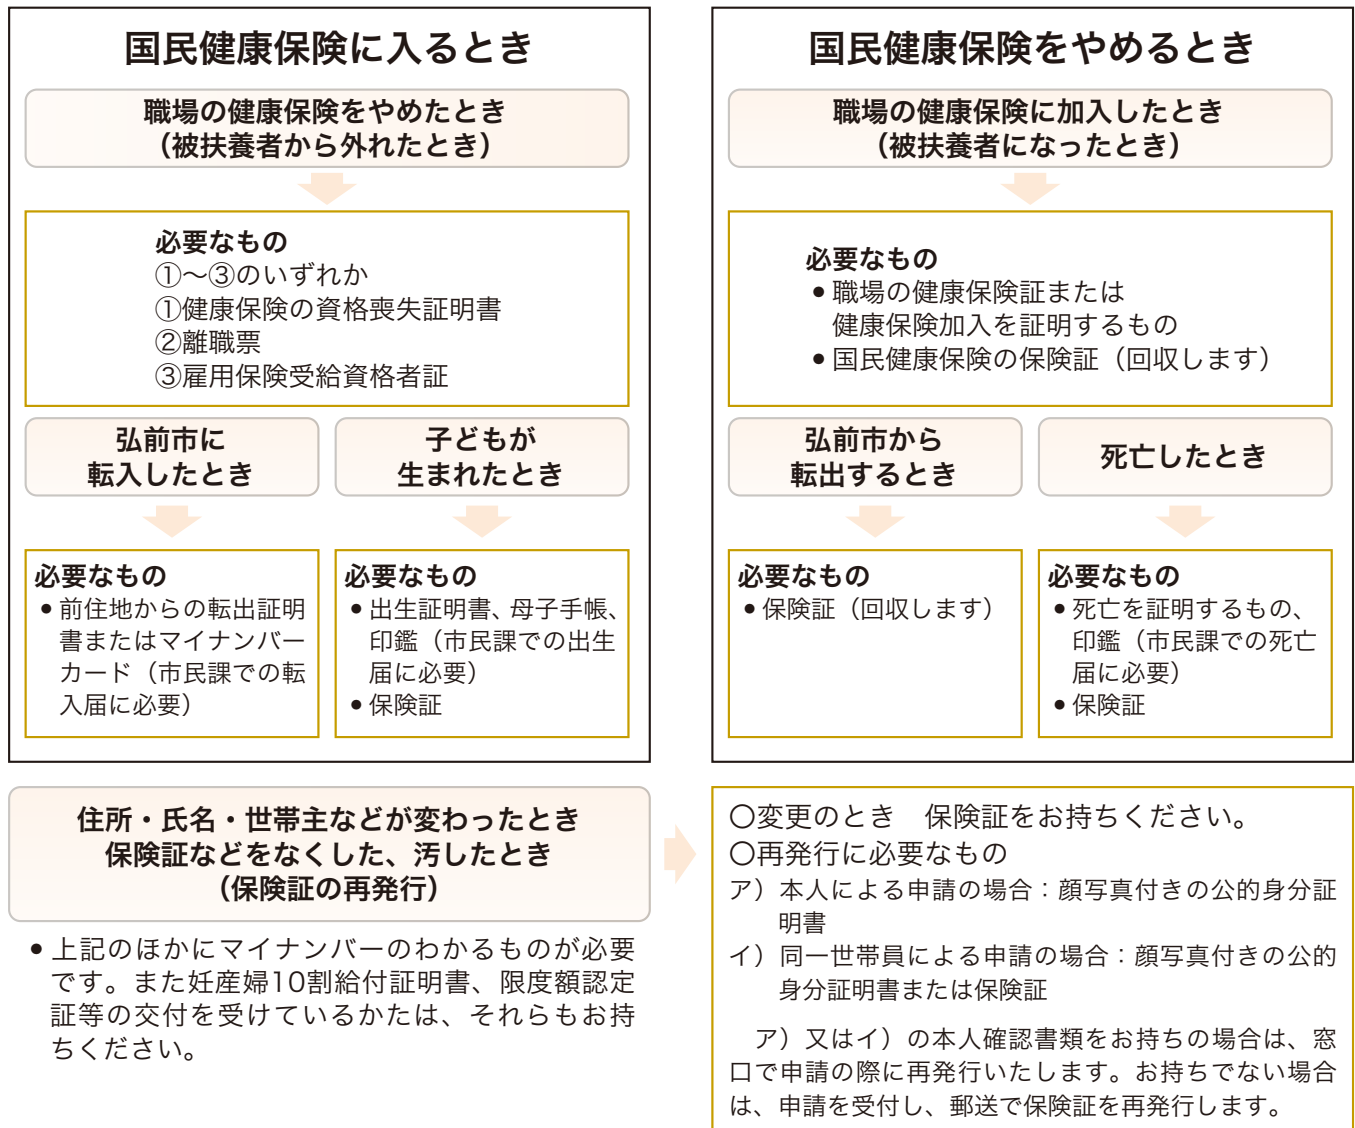 国民健康保険に入るとき
職場の健康保険をやめたとき
（被扶養者から外れたとき）
必要なもの
①～③のいずれか
①健康保険の資格喪失証明書
②離職票
③雇用保険受給資格者証
弘前市に
転入したとき
必要なもの
●前住地からの転出証明
書またはマイナンバー
カード（市民課での転
入届に必要）
子どもが
生まれたとき
必要なもの
●出生証明書、母子手帳、
印鑑（市民課での出生
届に必要）
●保険証
国民健康保険をやめるとき
職場の健康保険に加入したとき
（被扶養者になったとき）
必要なもの
●職場の健康保険証または
健康保険加入を証明するもの
●国民健康保険の保険証（回収します）
弘前市から
転出するとき
必要なもの
●保険証（回収します）
死亡したとき
必要なもの
●死亡を証明するもの、
印鑑（市民課での死亡
届に必要）
●保険証
住所・氏名・世帯主などが変わったとき
保険証などをなくした、汚したとき
（保険証の再発行）
●上記のほかにマイナンバーのわかるものが必要
です。また妊産婦10割給付証明書、限度額認定
証等の交付を受けているかたは、それらもお持
ちください。
〇変更のとき　保険証をお持ちください。
〇再発行に必要なもの
ア）本人による申請の場合：顔写真付きの公的身分証
明書
イ）同一世帯員による申請の場合：顔写真付きの公的
身分証明書または保険証
ア）又はイ）の本人確認書類をお持ちの場合は、窓
口で申請の際に再発行いたします。お持ちでない場合
は、申請を受付し、郵送で保険証を再発行します。